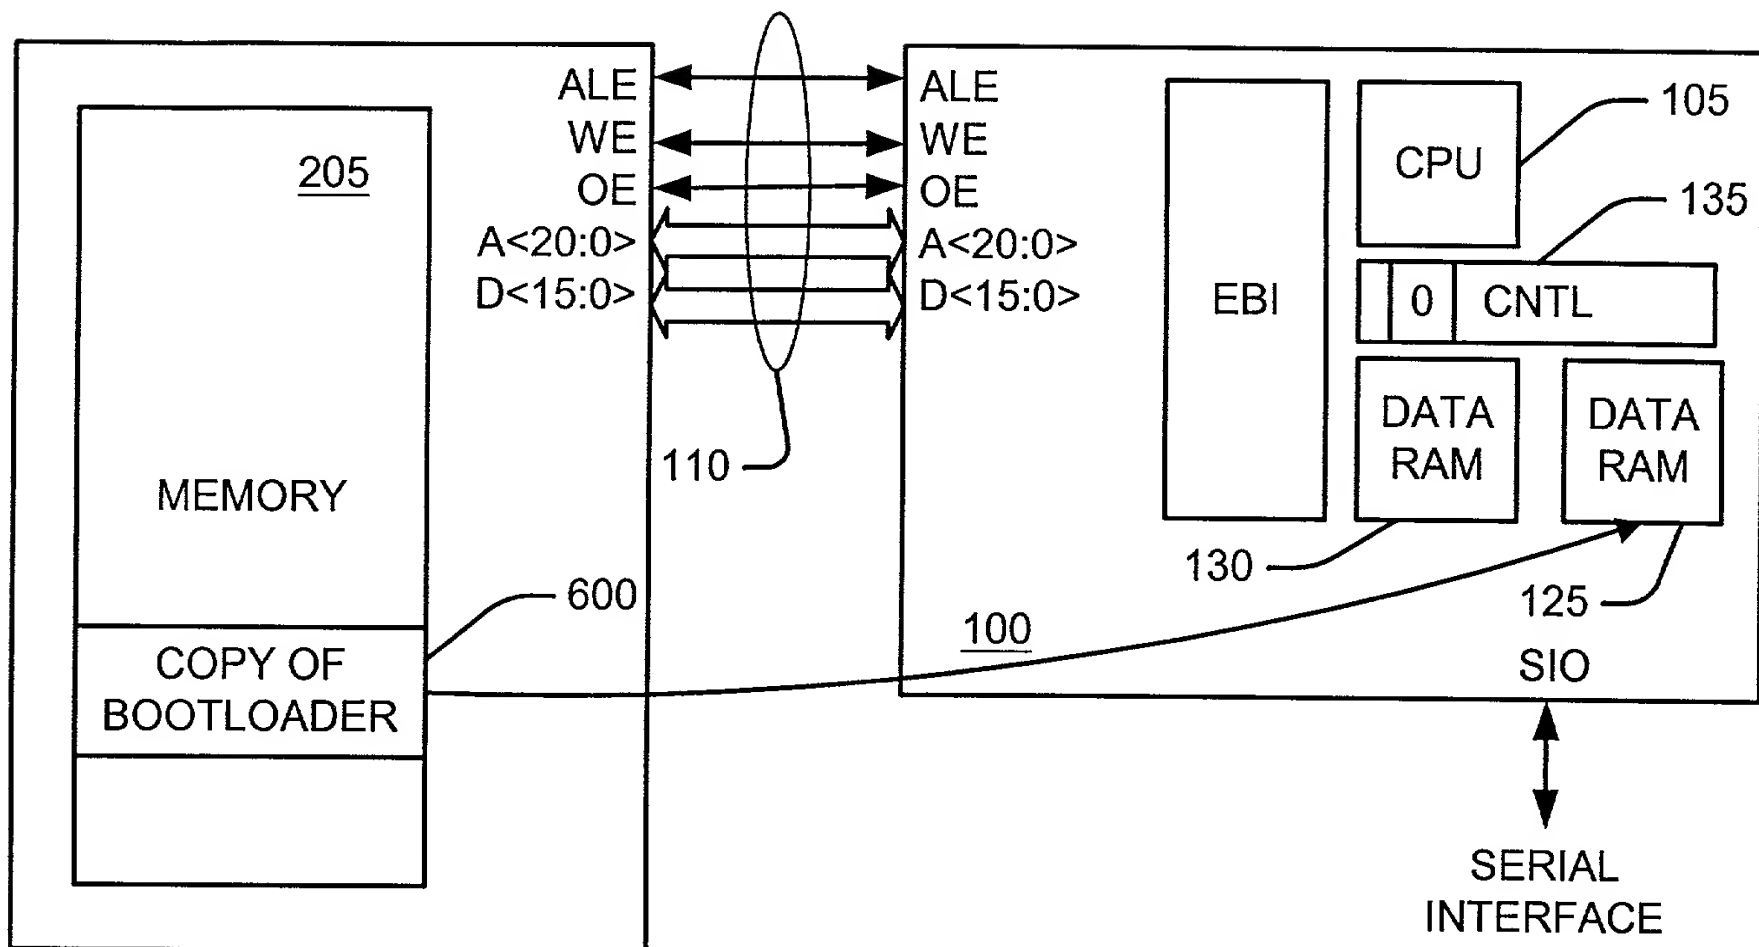 ALE
WE
OE
A<20:0>
D<15:0>
205
MEMORY
COPY OF
BOOTLOADER
600
110
ALE
WE
OE
A<20:0>
D<15:0>
EBI
CPU
105
135
0
CNTL
DATA
RAM
DATA
RAM
130
125
100
SIO
SERIAL
INTERFACE